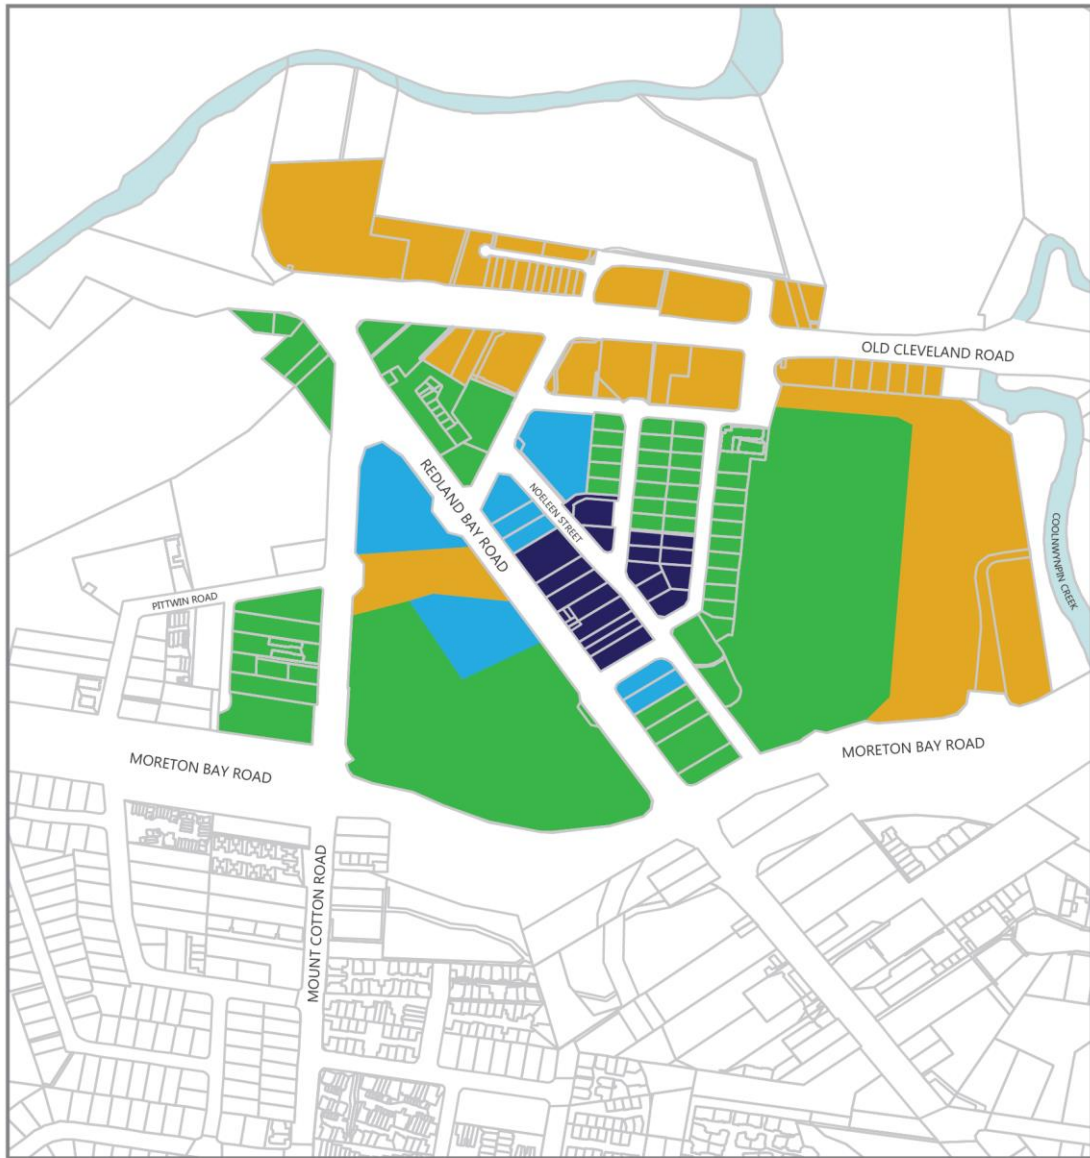 OLD CLEVELAND ROAD
REDLAND BAY ROAD
NOELEEN STREET
COOLNWYNPIN CREEK
PITTWIN ROAD
MORETON BAY ROAD
MORETON BAY ROAD
MOUNT COTTON ROAD